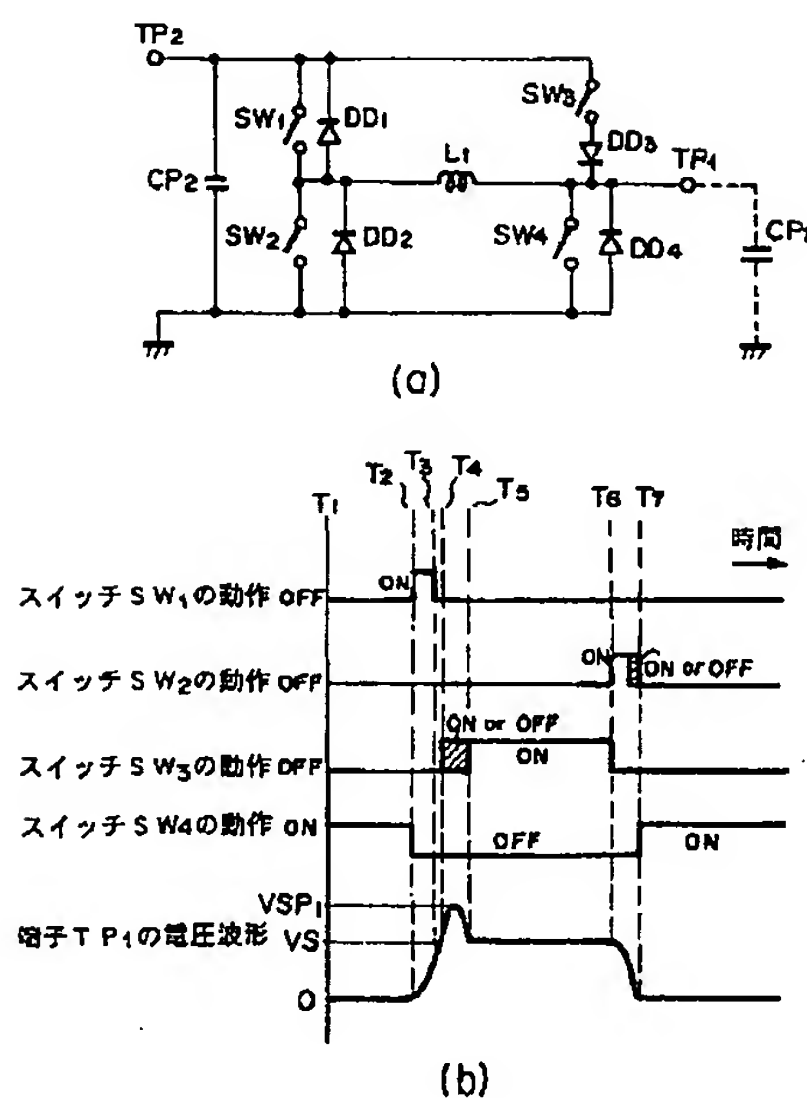 TP2
SW3
SW1
DD1
DD3
L1
TP1
CP2
SW2
DD2
SW4
DD4
(a)
T1
T2
T3
T4
T5
T6
T7
時間
スイッチSW1の動作 OFF
ON
スイッチSW2の動作 OFF
ON
ON or OFF
スイッチSW3の動作 OFF
ON or OFF
ON
スイッチSW4の動作 ON
OFF
ON
VSP1
端子TP1の電圧波形 VS
0
(b)